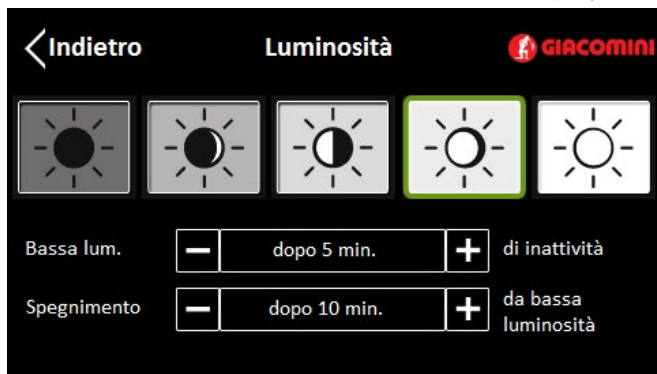 Indietro
Luminosità
GIACOMINI
Bassa lum.
dopo 5 min.
di inattività
Spegnimento
dopo 10 min.
da bassa
luminosità